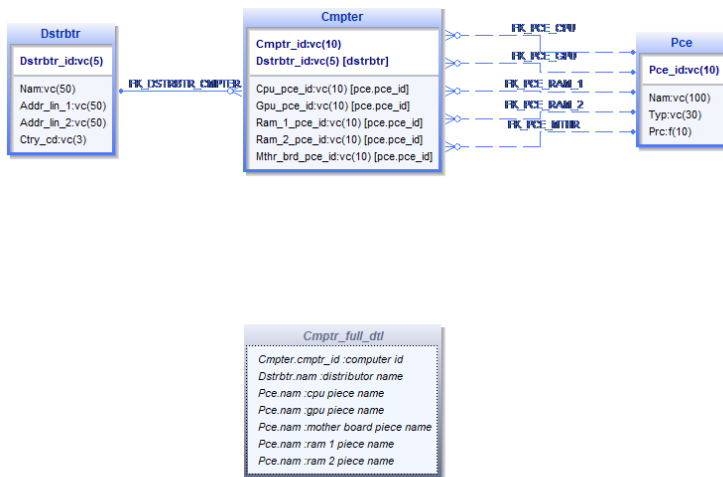 Dstrbtr
Dstrbtr_id:vc(5)
Nam:vc(50)
Addr_lin_1:vc(50)
Addr_lin_2:vc(50)
Ctry_cd:vc(3)
FK_DSTRBTR_CMPTER
Cmpter
Cmptr_id:vc(10)
Dstrbtr_id:vc(5) [dstrbtr]
Cpu_pce_id:vc(10) [pce.pce_id]
Gpu_pce_id:vc(10) [pce.pce_id]
Ram_1_pce_id:vc(10) [pce.pce_id]
Ram_2_pce_id:vc(10) [pce.pce_id]
Mthr_brd_pce_id:vc(10) [pce.pce_id]
FK_PCE_CPU
FK_PCE_GPU
FK_PCE_RAM_1
FK_PCE_RAM_2
FK_PCE_MTHR
Pce
Pce_id:vc(10)
Nam:vc(100)
Typ:vc(30)
Prc:f(10)
Cmptr_full_dtl
Cmpter.cmptr_id :computer id
Dstrbtr.nam :distributor name
Pce.nam :cpu piece name
Pce.nam :gpu piece name
Pce.nam :mother board piece name
Pce.nam :ram 1 piece name
Pce.nam :ram 2 piece name